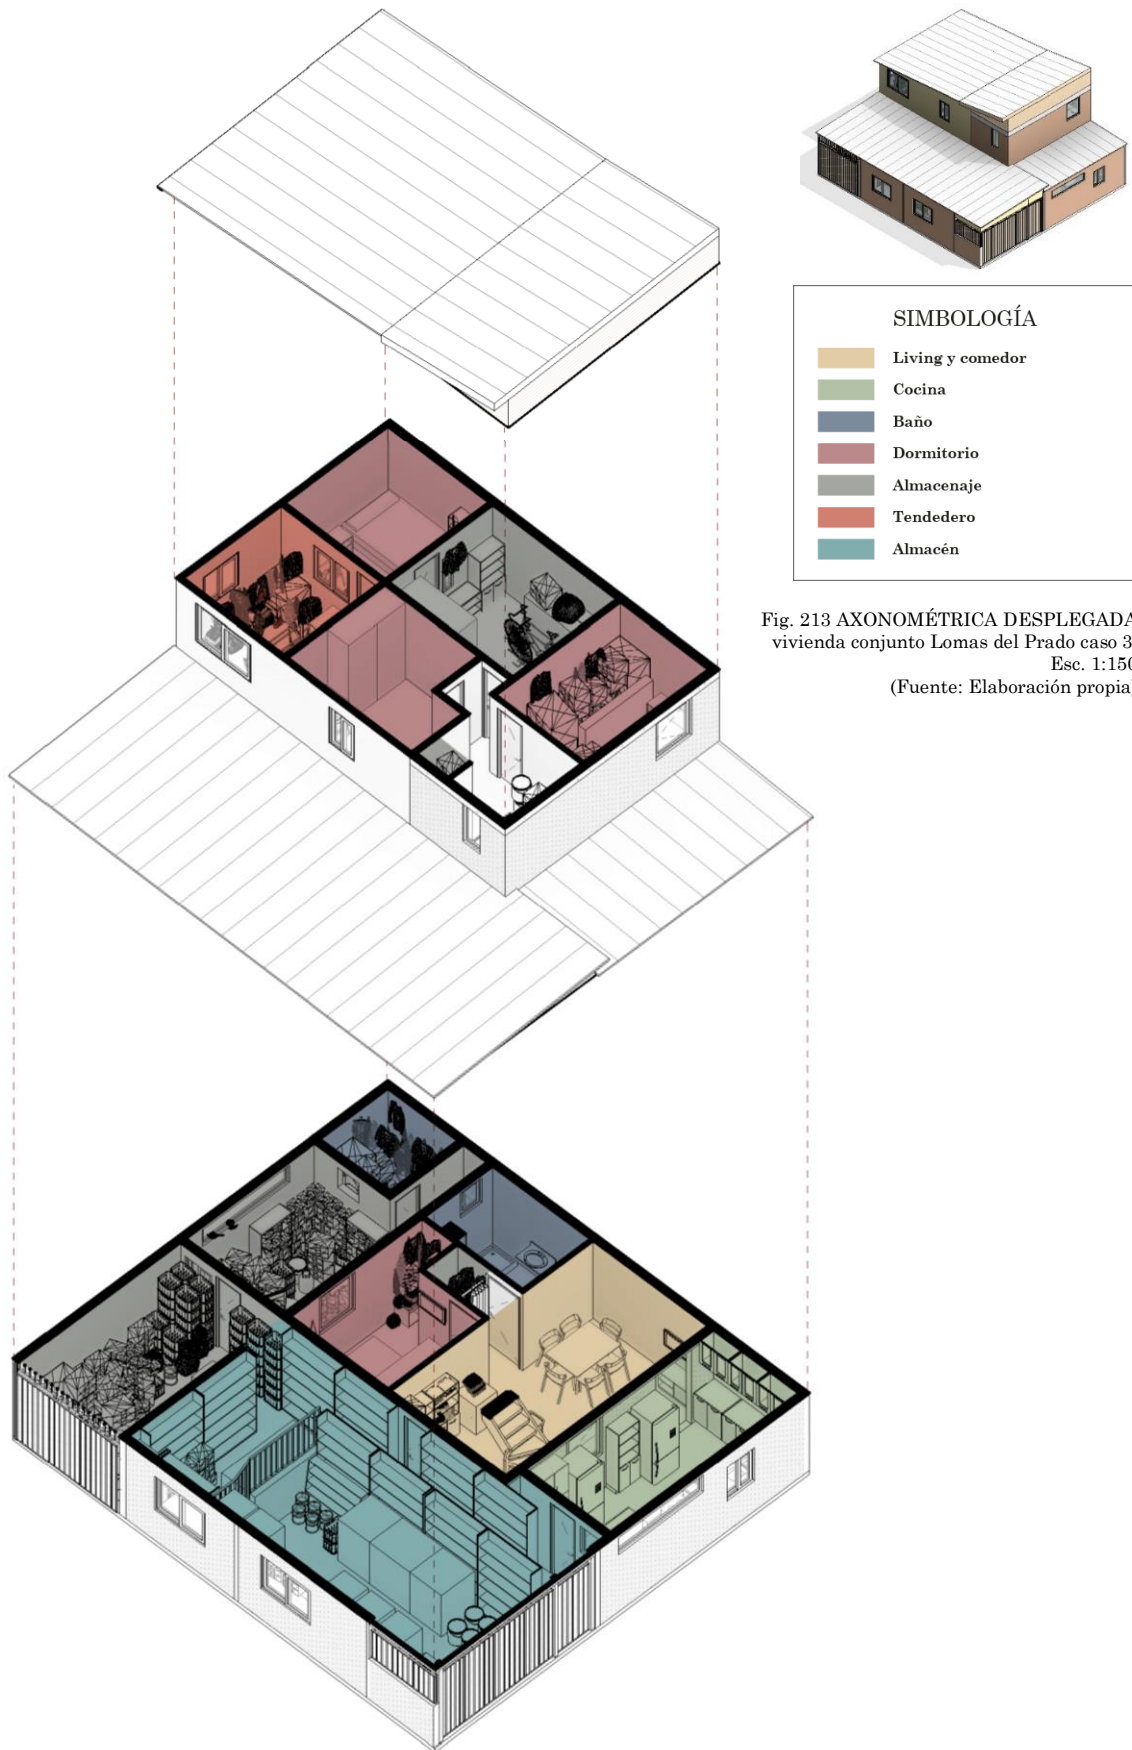 SIMBOLOGÍA
Living y comedor
Cocina
Baño
Dormitorio
Almacenaje
Tendedero
Almacén
Fig. 213 AXONOMÉTRICA DESPLEGADA
vivienda conjunto Lomas del Prado caso 3.
Esc. 1:150
(Fuente: Elaboración propia)